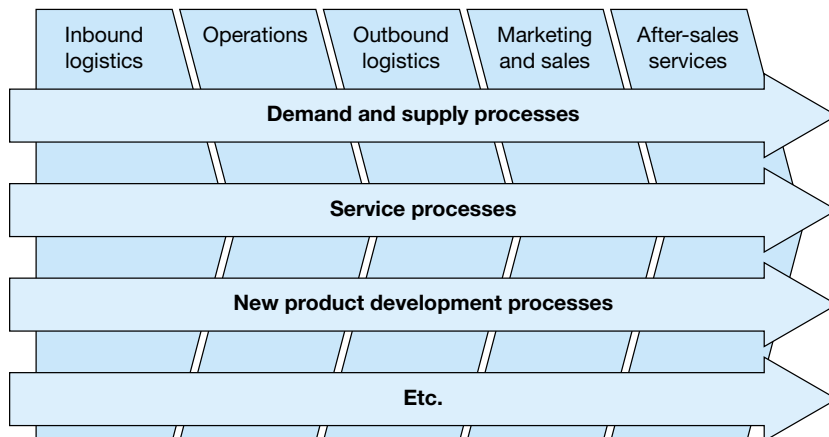 Inbound
logistics
Operations
Outbound
logistics
Marketing
and sales
After-sales
services
Demand and supply processes
Service processes
New product development processes
Etc.